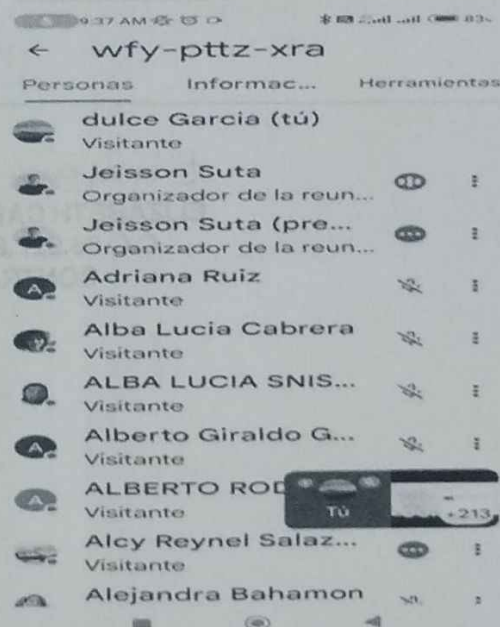 9:37 AM
83%
wfy-pttz-xra
Personas Informac... Herramientas
dulce Garcia (tú)
Visitante
Jeisson Suta
Organizador de la reun...
Jeisson Suta (pre...
Organizador de la reun...
Adriana Ruiz
Visitante
Alba Lucia Cabrera
Visitante
ALBA LUCIA SNIS...
Visitante
Alberto Giraldo G...
Visitante
ALBERTO ROD
Visitante
Tú
+213
Alcy Reynel Salaz...
Visitante
Alejandra Bahamon